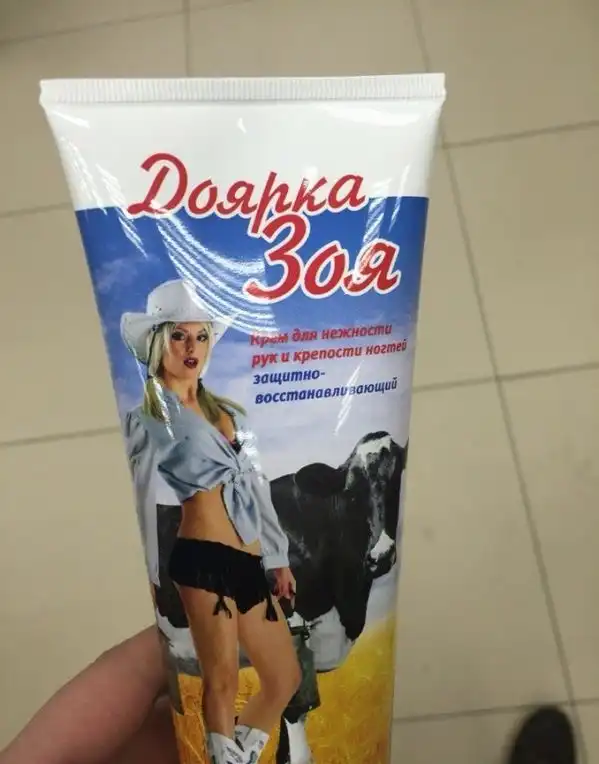 Доярка
Зоя
Крем для нежности
рук и крепости ногтей
защитно-
восстанавливающий